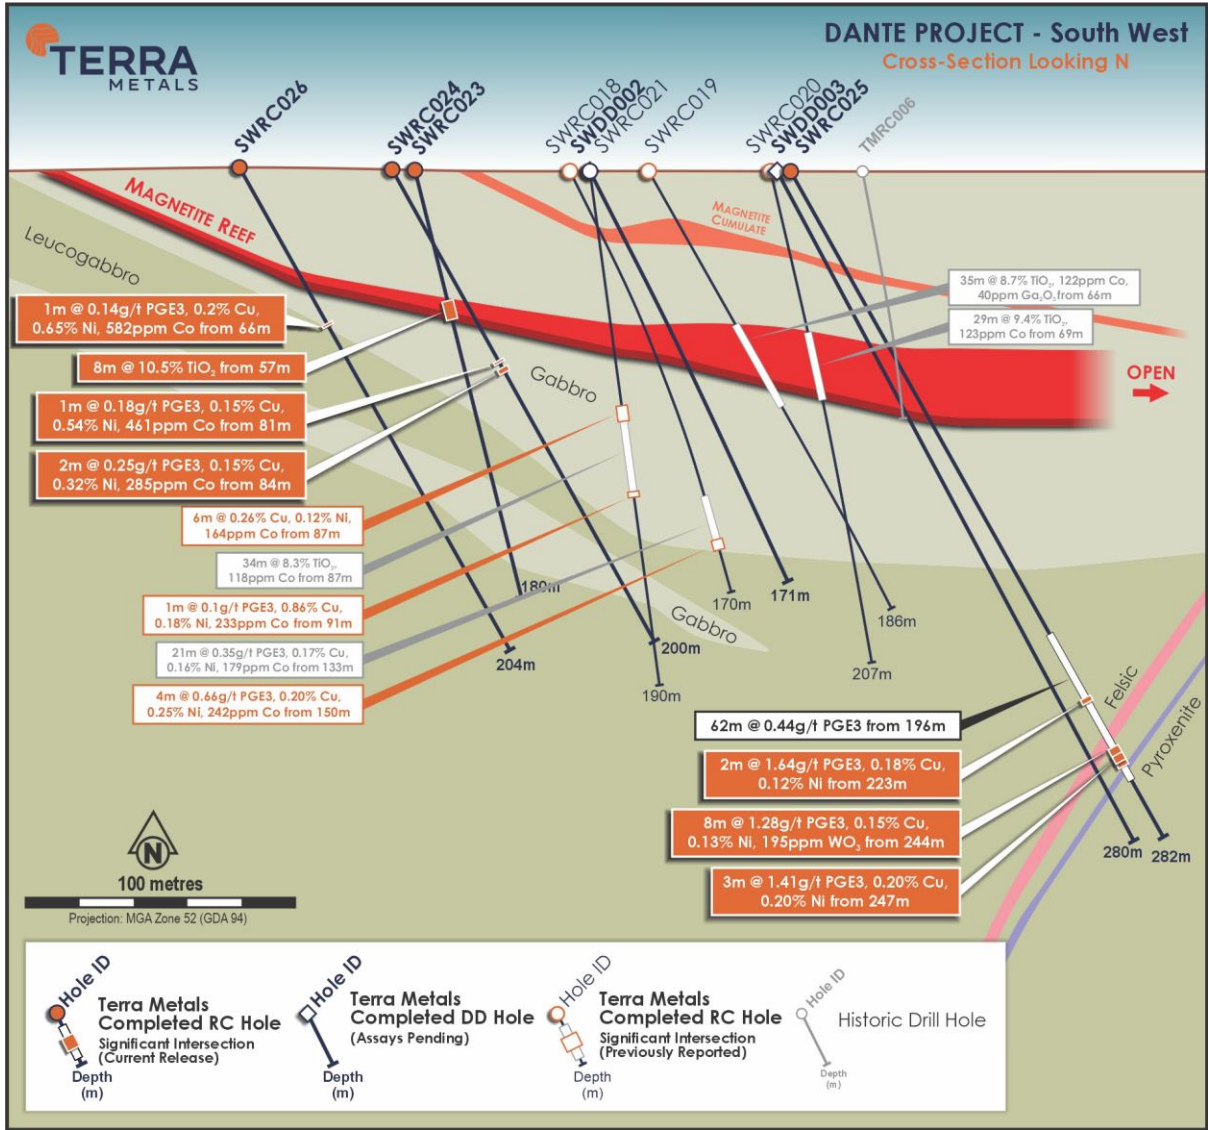 TERRA
METALS
DANTE PROJECT - South West
Cross-Section Looking N
SWRC026
SWRC024
SWRC023
SWRC018
SWDD002
SWRC021
SWRC019
SWRC020
SWDD003
SWRC025
TMRC006
MAGNETITE REEF
MAGNETITE
CUMULATE
Leucogabbro
35m @ 8.7% TiO₂, 122ppm Co,
40ppm Ga₂O₃ from 66m
29m @ 9.4% TiO₂,
123ppm Co from 69m
1m @ 0.14g/t PGE3, 0.2% Cu,
0.65% Ni, 582ppm Co from 66m
8m @ 10.5% TiO₂ from 57m
Gabbro
OPEN
1m @ 0.18g/t PGE3, 0.15% Cu,
0.54% Ni, 461ppm Co from 81m
2m @ 0.25g/t PGE3, 0.15% Cu,
0.32% Ni, 285ppm Co from 84m
6m @ 0.26% Cu, 0.12% Ni,
164ppm Co from 87m
34m @ 8.3% TiO₂,
118ppm Co from 87m
1m @ 0.1g/t PGE3, 0.86% Cu,
0.18% Ni, 233ppm Co from 91m
21m @ 0.35g/t PGE3, 0.17% Cu,
0.16% Ni, 179ppm Co from 133m
4m @ 0.66g/t PGE3, 0.20% Cu,
0.25% Ni, 242ppm Co from 150m
180m
204m
200m
190m
170m
171m
186m
207m
Gabbro
Felsic
Pyroxenite
62m @ 0.44g/t PGE3 from 196m
2m @ 1.64g/t PGE3, 0.18% Cu,
0.12% Ni from 223m
8m @ 1.28g/t PGE3, 0.15% Cu,
0.13% Ni, 195ppm WO₃ from 244m
3m @ 1.41g/t PGE3, 0.20% Cu,
0.20% Ni from 247m
280m
282m
N
100 metres
Projection: MGA Zone 52 (GDA 94)
Hole ID
Terra Metals
Completed RC Hole
Significant Intersection
(Current Release)
Depth
(m)
Hole ID
Terra Metals
Completed DD Hole
(Assays Pending)
Depth
(m)
Hole ID
Terra Metals
Completed RC Hole
Significant Intersection
(Previously Reported)
Depth
(m)
Hole ID
Historic Drill Hole
Depth
(m)